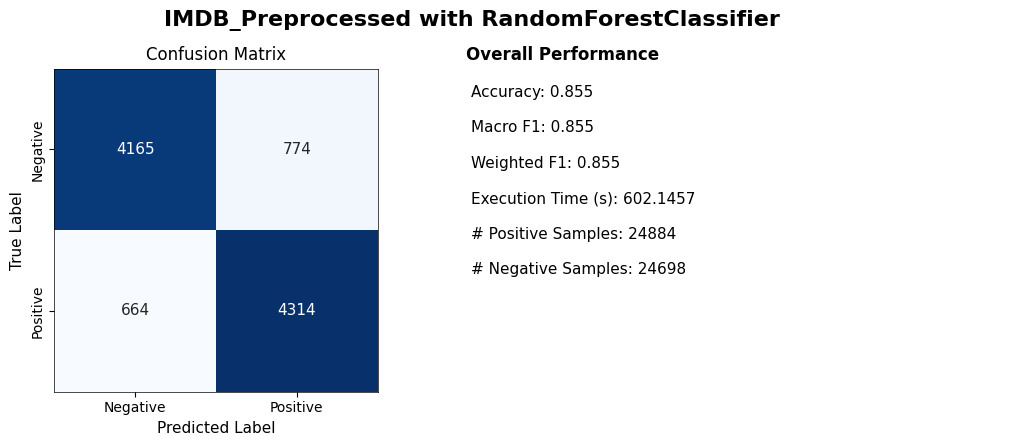 IMDB_Preprocessed with RandomForestClassifier
Confusion Matrix
True Label
Negative
Positive
4165 774
664 4314
Negative Positive
Predicted Label
Overall Performance
Accuracy: 0.855
Macro F1: 0.855
Weighted F1: 0.855
Execution Time (s): 602.1457
# Positive Samples: 24884
# Negative Samples: 24698